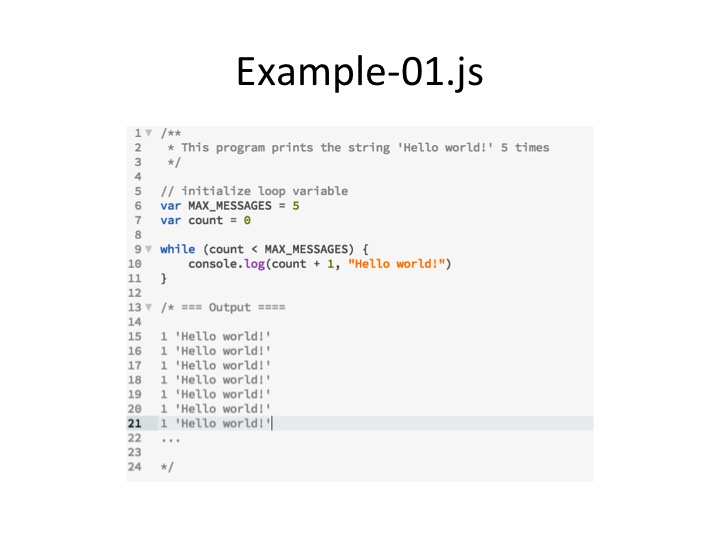 Example-01.js
1 /**
2 * This program prints the string 'Hello world!' 5 times
3 */
4
5 // initialize loop variable
6 var MAX_MESSAGES = 5
7 var count = 0
8
9 while (count < MAX_MESSAGES) {
10 console.log(count + 1, "Hello world!")
11 }
12
13 /* === Output ====
14
15 1 'Hello world!'
16 1 'Hello world!'
17 1 'Hello world!'
18 1 'Hello world!'
19 1 'Hello world!'
20 1 'Hello world!'
21 1 'Hello world!'
22 ...
23
24 */